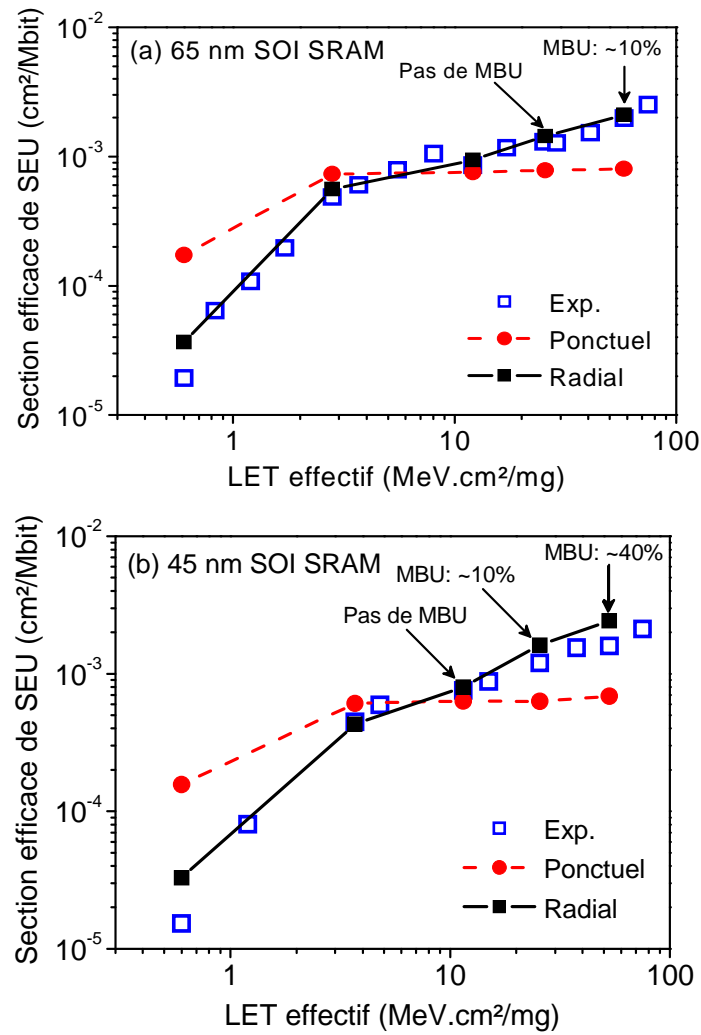 10-2
(a) 65 nm SOI SRAM
MBU: ~10%
Pas de MBU
10-3
10-4
10-5
Section efficace de SEU (cm²/Mbit)
Exp.
Ponctuel
Radial
1
10
100
LET effectif (MeV.cm²/mg)
10-2
(b) 45 nm SOI SRAM
MBU: ~40%
MBU: ~10%
Pas de MBU
10-3
10-4
10-5
Section efficace de SEU (cm²/Mbit)
Exp.
Ponctuel
Radial
1
10
100
LET effectif (MeV.cm²/mg)